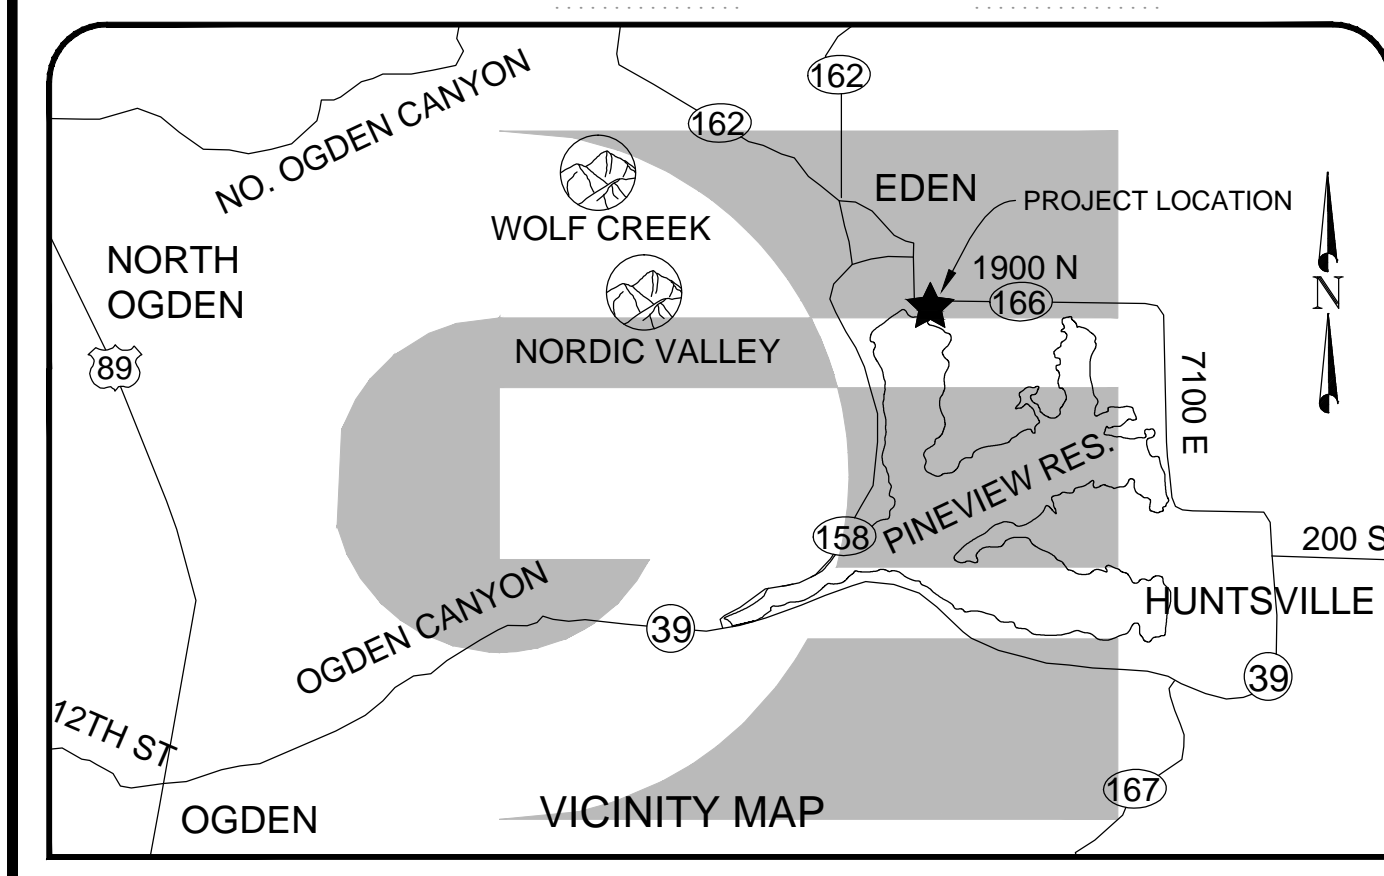 162
162
NO. OGDEN CANYON
EDEN
PROJECT LOCATION
WOLF CREEK
NORTH
OGDEN
1900 N
166
N
NORDIC VALLEY
89
7100 E
PINEVIEW RES.
158
200 S
OGDEN CANYON
HUNTSVILLE
39
39
12TH ST
167
OGDEN
VICINITY MAP